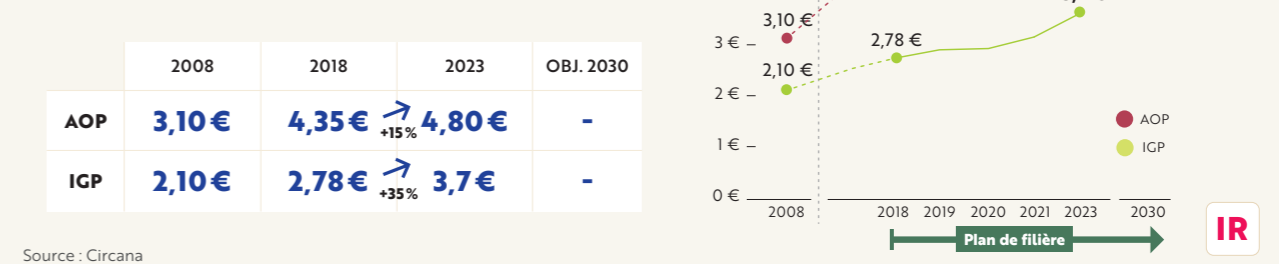 2008 2018 2023 OBJ. 2030
AOP 3,10 € 4,35 € +15% 4,80 € -
IGP 2,10 € 2,78 € +35% 3,7 € -
Source : Circana
3,10 €
3 €
2,78 €
2,10 €
2 €
1 €
0 €
AOP
IGP
2008 2018 2019 2020 2021 2023 2030
Plan de filière
IR